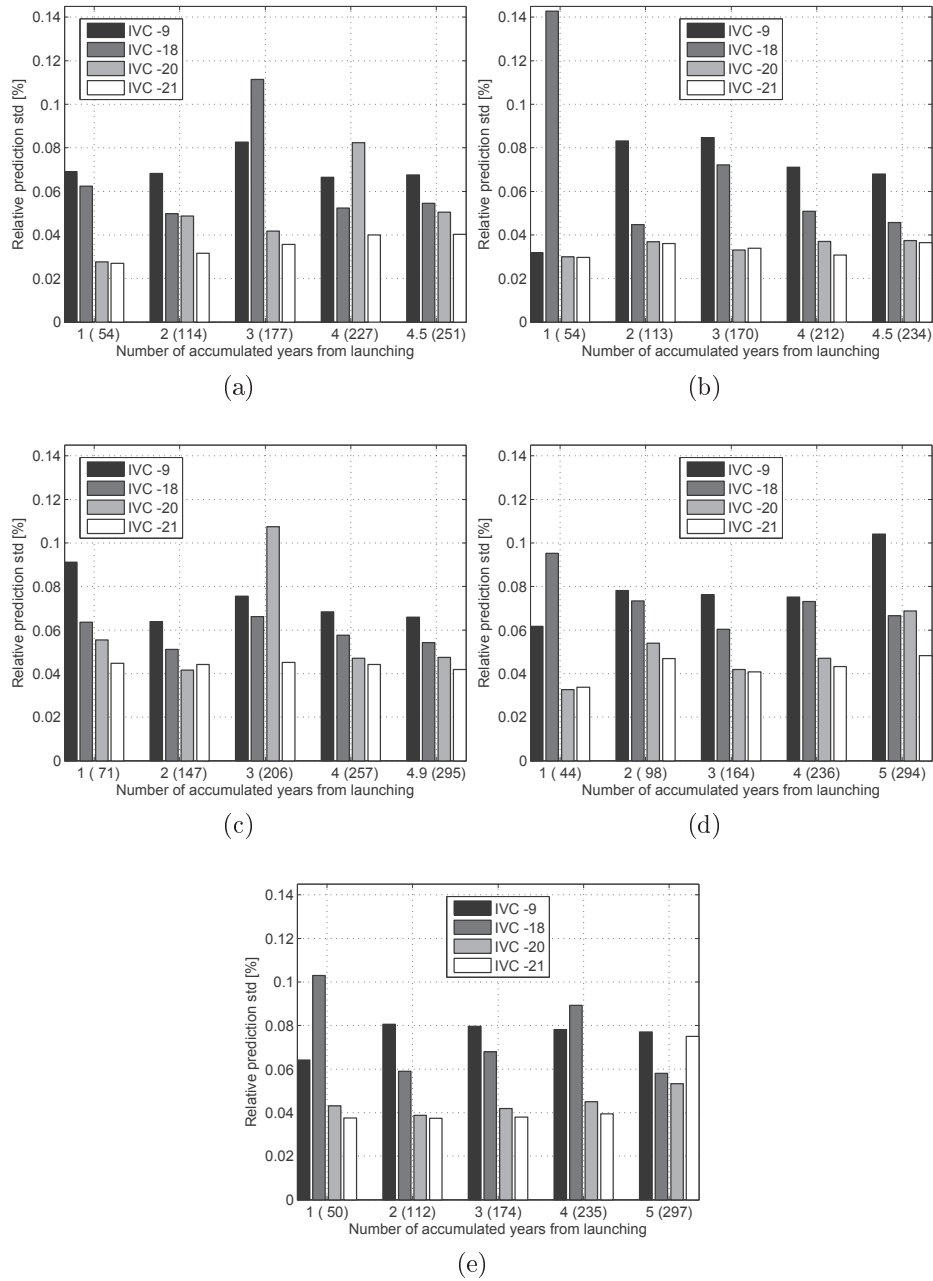 0.14
0.12
0.1
0.08
0.06
0.04
0.02
0
Relative prediction std [%]
IVC -9
IVC -18
IVC -20
IVC -21
1 ( 54) 2 (114) 3 (177) 4 (227) 4.5 (251)
Number of accumulated years from launching
(a)
0.14
0.12
0.1
0.08
0.06
0.04
0.02
0
Relative prediction std [%]
IVC -9
IVC -18
IVC -20
IVC -21
1 (54) 2 (113) 3 (170) 4 (212) 4.5 (234)
Number of accumulated years from launching
(b)
0.14
0.12
0.1
0.08
0.06
0.04
0.02
0
Relative prediction std [%]
IVC -9
IVC -18
IVC -20
IVC -21
1 ( 71) 2 (147) 3 (206) 4 (257) 4.9 (295)
Number of accumulated years from launching
(c)
0.14
0.12
0.1
0.08
0.06
0.04
0.02
0
Relative prediction std [%]
IVC -9
IVC -18
IVC -20
IVC -21
1 ( 44) 2 ( 98) 3 (164) 4 (236) 5 (294)
Number of accumulated years from launching
(d)
0.14
0.12
0.1
0.08
0.06
0.04
0.02
0
Relative prediction std [%]
IVC -9
IVC -18
IVC -20
IVC -21
1 ( 50) 2 (112) 3 (174) 4 (235) 5 (297)
Number of accumulated years from launching
(e)